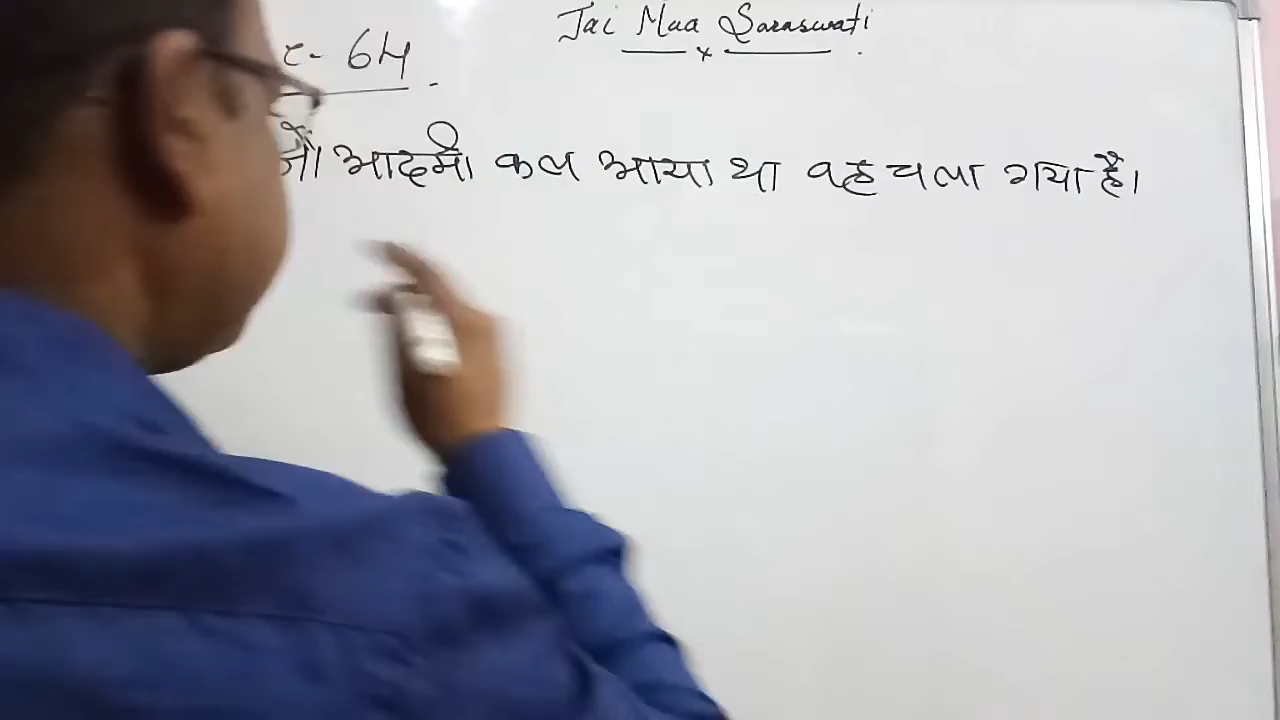 Jai Maa Saraswati
64
जो आदमी कल आया था वह चला गया है।